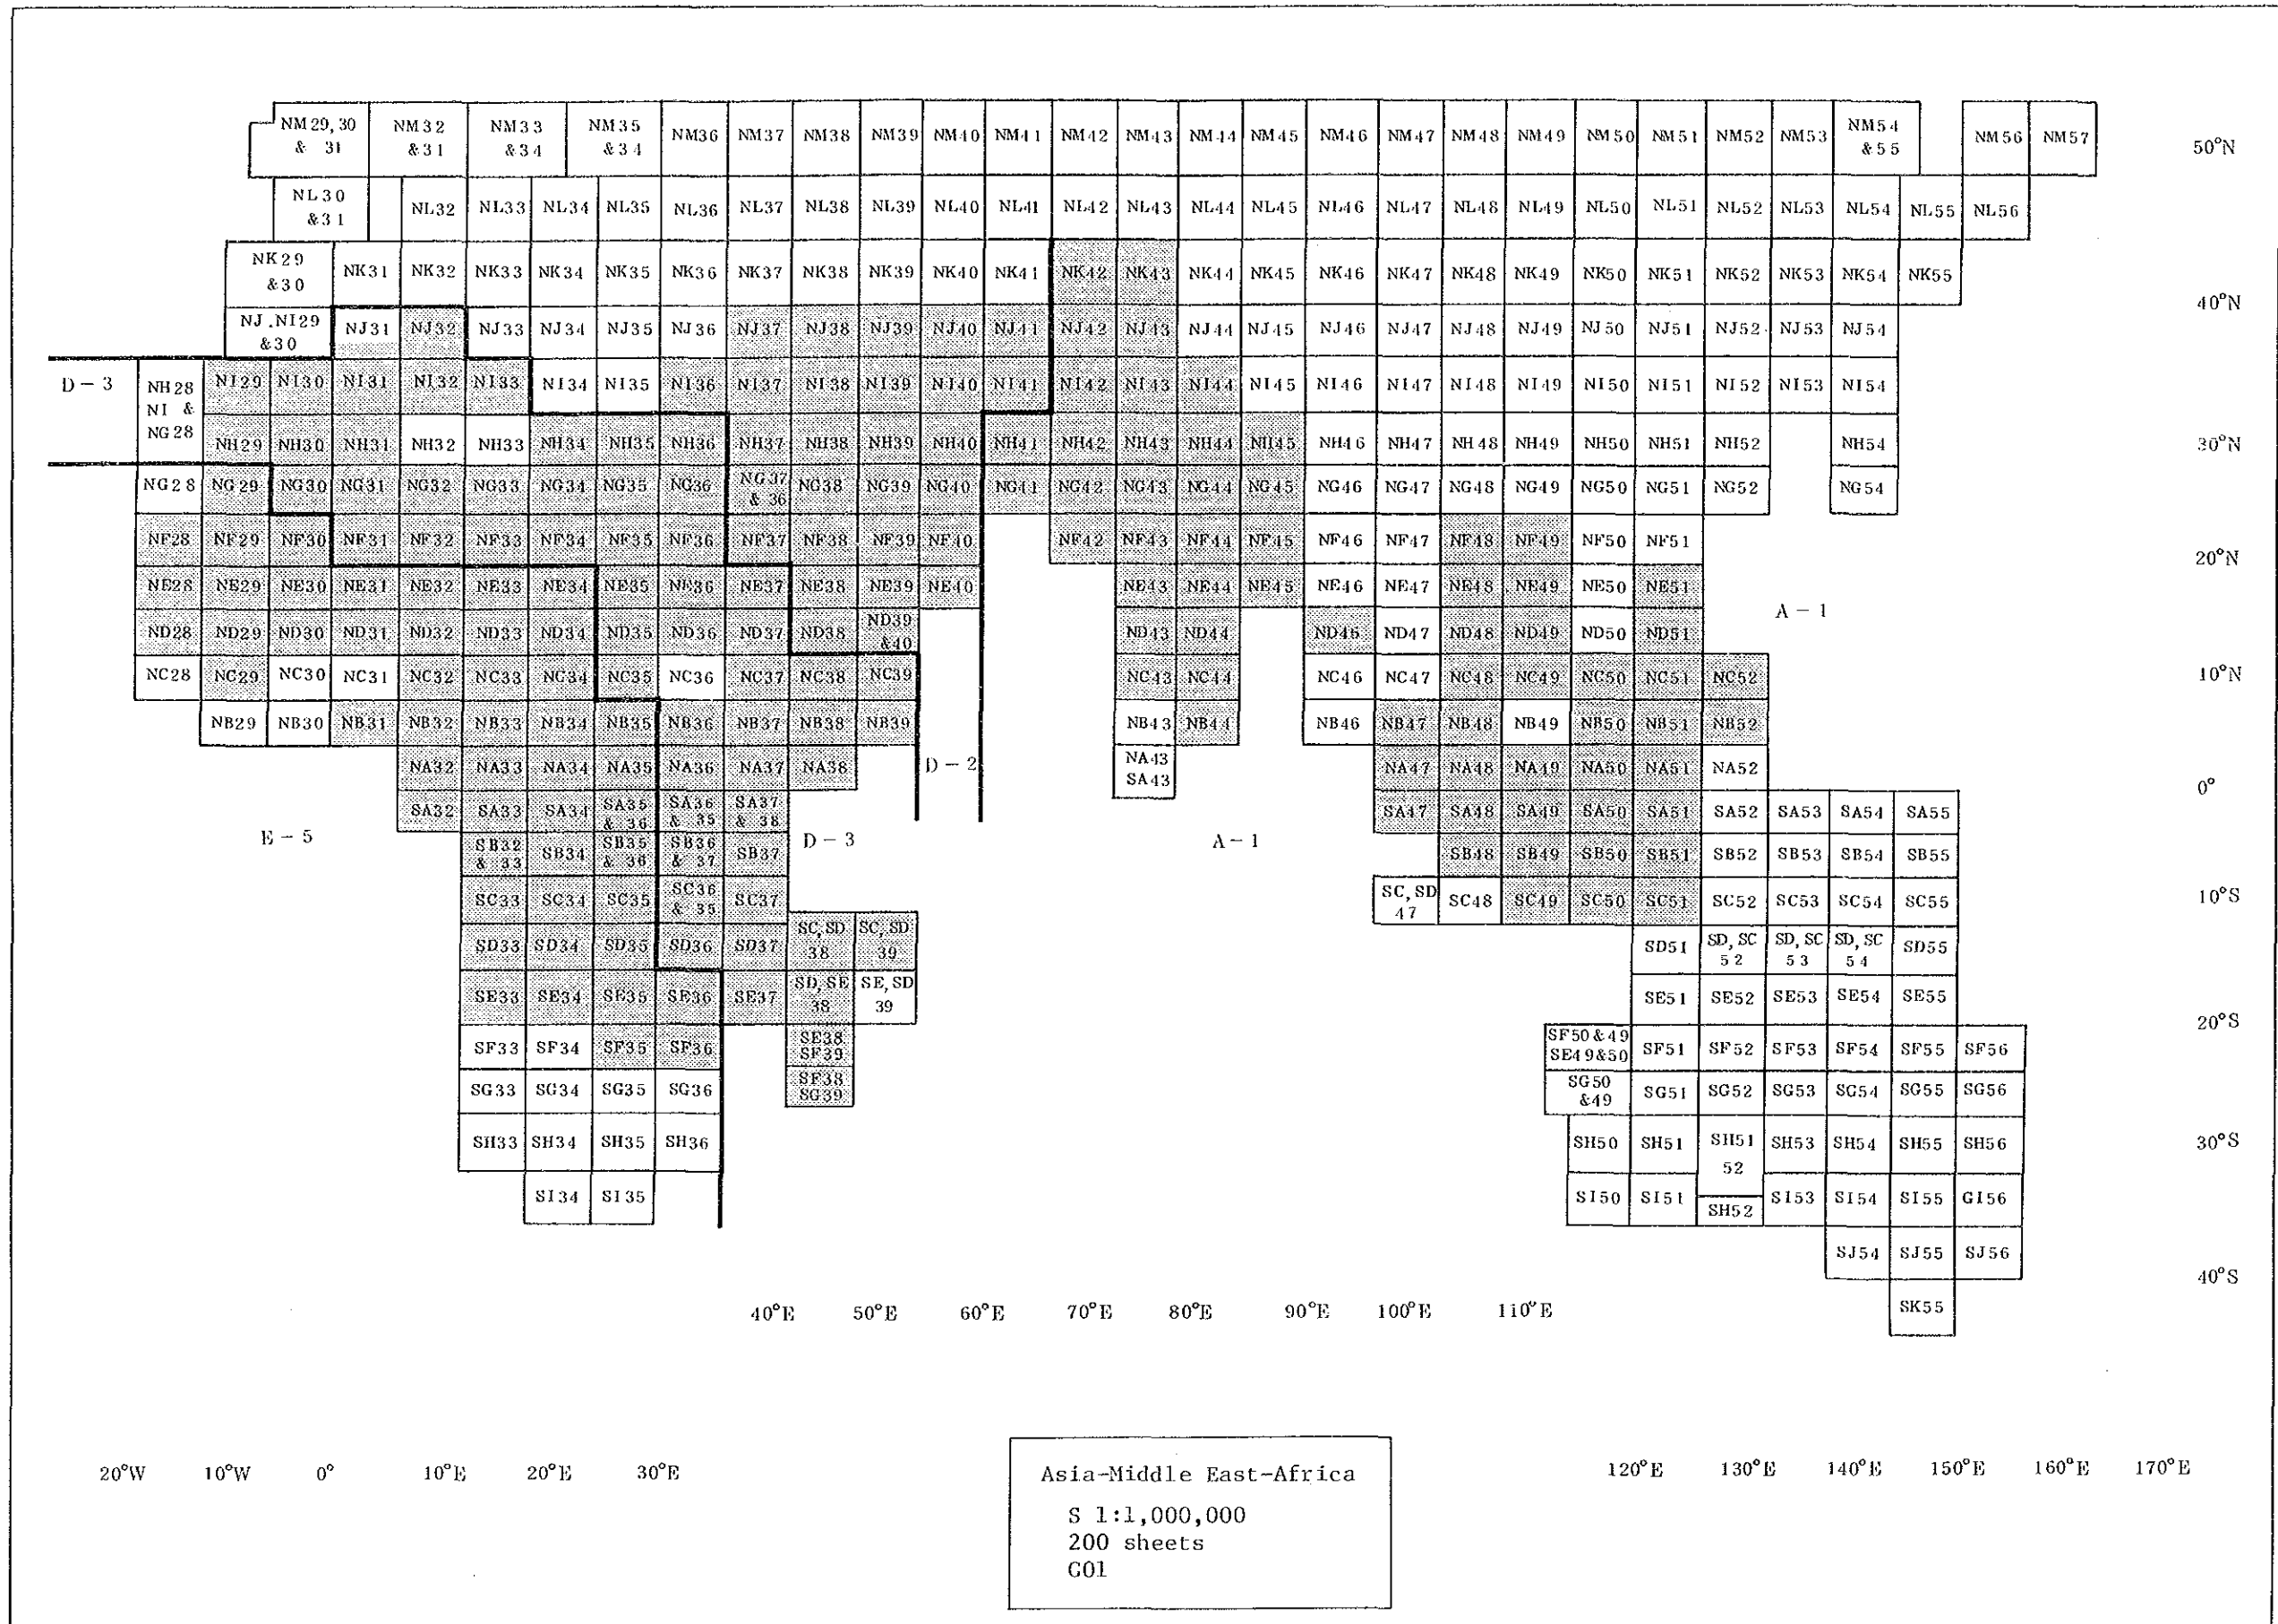 NM29,30 & 31 NM32 &31 NM33 &34 NM35 &34 NM36 NM37 NM38 NM39 NM40 NM41 NM42 NM43 NM44 NM45 NM46 NM47 NM48 NM49 NM50 NM51 NM52 NM53 NM54 &55 NM56 NM57 50°N
NL30 &31 NL32 NL33 NL34 NL35 NL36 NL37 NL38 NL39 NL40 NL41 NL42 NL43 NL44 NL45 NL46 NL47 NL48 NL49 NL50 NL51 NL52 NL53 NL54 NL55 NL56
NK29 &30 NK31 NK32 NK33 NK34 NK35 NK36 NK37 NK38 NK39 NK40 NK41 NK42 NK43 NK44 NK45 NK46 NK47 NK48 NK49 NK50 NK51 NK52 NK53 NK54 NK55
40°N
NJ.NI29 &30 NJ31 NJ32 NJ33 NJ34 NJ35 NJ36 NJ37 NJ38 NJ39 NJ40 NJ41 NJ42 NJ43 NJ44 NJ45 NJ46 NJ47 NJ48 NJ49 NJ50 NJ51 NJ52 NJ53 NJ54
D-3 NH28 NI & NG28 NI29 NI30 NI31 NI32 NI33 NI34 NI35 NI36 NI37 NI38 NI39 NI40 NI41 NI42 NI43 NI44 NI45 NI46 NI47 NI48 NI49 NI50 NI51 NI52 NI53 NI54
NH29 NH30 NH31 NH32 NH33 NH34 NH35 NH36 NH37 NH38 NH39 NH40 NH41 NH42 NH43 NH44 NH45 NH46 NH47 NH48 NH49 NH50 NH51 NH52 NH54 30°N
NG28 NG29 NG30 NG31 NG32 NG33 NG34 NG35 NG36 NG37 & 36 NG38 NG39 NG40 NG41 NG42 NG43 NG44 NG45 NG46 NG47 NG48 NG49 NG50 NG51 NG52 NG54
NF28 NF29 NF30 NF31 NF32 NF33 NF34 NF35 NF36 NF37 NF38 NF39 NF40 NF42 NF43 NF44 NF45 NF46 NF47 NF48 NF49 NF50 NF51
20°N
NE28 NE29 NE30 NE31 NE32 NE33 NE34 NE35 NE36 NE37 NE38 NE39 NE40 NE43 NE44 NE45 NE46 NE47 NE48 NE49 NE50 NE51
A-1
ND28 ND29 ND30 ND31 ND32 ND33 ND34 ND35 ND36 ND37 ND38 ND39 &40 ND43 ND44 ND46 ND47 ND48 ND49 ND50 ND51
NC28 NC29 NC30 NC31 NC32 NC33 NC34 NC35 NC36 NC37 NC38 NC39 NC43 NC44 NC46 NC47 NC48 NC49 NC50 NC51 NC52 10°N
NB29 NB30 NB31 NB32 NB33 NB34 NB35 NB36 NB37 NB38 NB39 NB43 NB44 NB46 NB47 NB48 NB49 NB50 NB51 NB52
NA32 NA33 NA34 NA35 NA36 NA37 NA38 D-2 NA43 SA43 NA47 NA48 NA49 NA50 NA51 NA52
0°
SA32 SA33 SA34 SA35 & 36 SA36 & 35 SA37 & 38 SA47 SA48 SA49 SA50 SA51 SA52 SA53 SA54 SA55
E-5 D-3 A-1
SB32 & 33 SB34 SB35 & 36 SB36 & 37 SB37 SB48 SB49 SB50 SB51 SB52 SB53 SB54 SB55
SC33 SC34 SC35 SC36 & 35 SC37 SC,SD 47 SC48 SC49 SC50 SC51 SC52 SC53 SC54 SC55 10°S
SD33 SD34 SD35 SD36 SD37 SC,SD 38 SC,SD 39 SD51 SD,SC 52 SD,SC 53 SD,SC 54 SD55
SE33 SE34 SE35 SE36 SE37 SD,SE 38 SE,SD 39 SE51 SE52 SE53 SE54 SE55
20°S
SF33 SF34 SF35 SF36 SE38 SF39 SF50&49 SE49&50 SF51 SF52 SF53 SF54 SF55 SF56
SG33 SG34 SG35 SG36 SF38 SG39 SG50 &49 SG51 SG52 SG53 SG54 SG55 SG56
SH33 SH34 SH35 SH36 SH50 SH51 SH51 52 SH53 SH54 SH55 SH56 30°S
SI34 SI35 SI50 SI51 SH52 SI53 SI54 SI55 GI56
SJ54 SJ55 SJ56
40°S
40°E 50°E 60°E 70°E 80°E 90°E 100°E 110°E SK55
20°W 10°W 0° 10°E 20°E 30°E 120°E 130°E 140°E 150°E 160°E 170°E
Asia-Middle East-Africa
S 1:1,000,000
200 sheets
G01